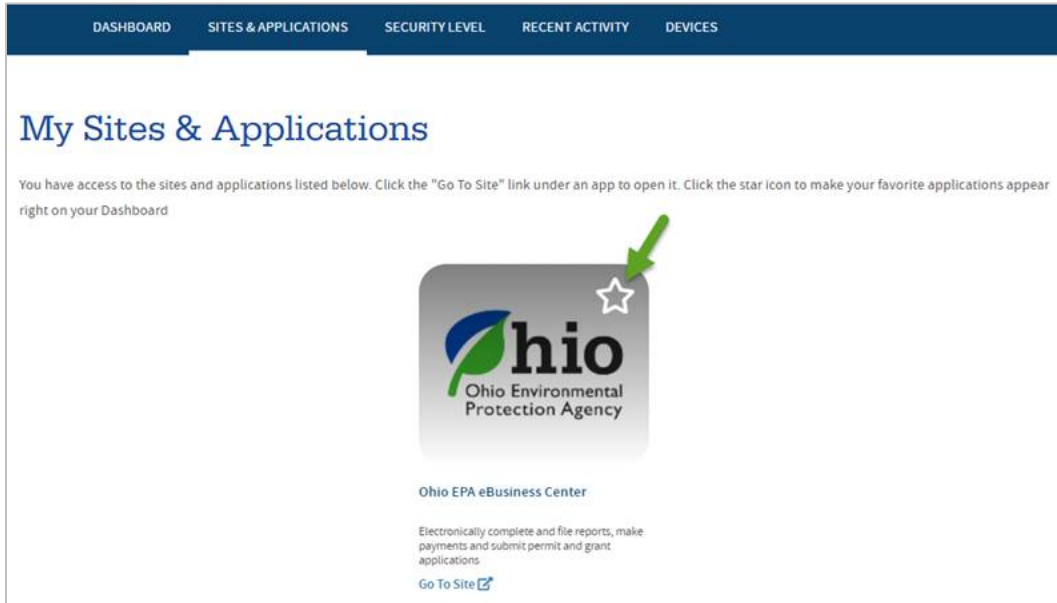 DASHBOARD SITES & APPLICATIONS SECURITY LEVEL RECENT ACTIVITY DEVICES
My Sites & Applications
You have access to the sites and applications listed below. Click the "Go To Site" link under an app to open it. Click the star icon to make your favorite applications appear
right on your Dashboard
Ohio
Ohio Environmental
Protection Agency
Ohio EPA eBusiness Center
Electronically complete and file reports, make
payments and submit permit and grant
applications
Go To Site